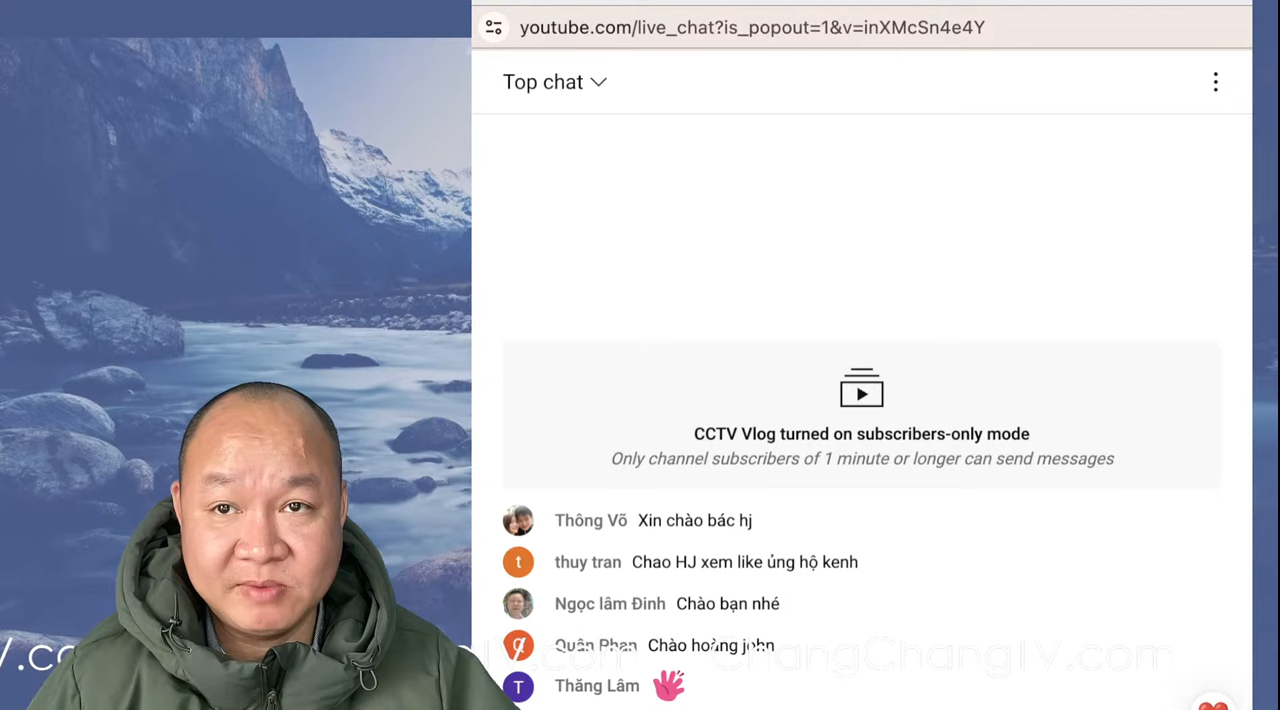 youtube.com/live_chat?is_popout=1&v=inXMcSn4e4Y
Top chat
CCTV Vlog turned on subscribers-only mode
Only channel subscribers of 1 minute or longer can send messages
Thông Võ Xin chào bác hj
t thuy tran Chao HJ xem like ủng hộ kenh
Ngọc lâm Đinh Chào bạn nhé
Quân Phan Chào hoàng john
ChangChangTV.com
T Thăng Lâm